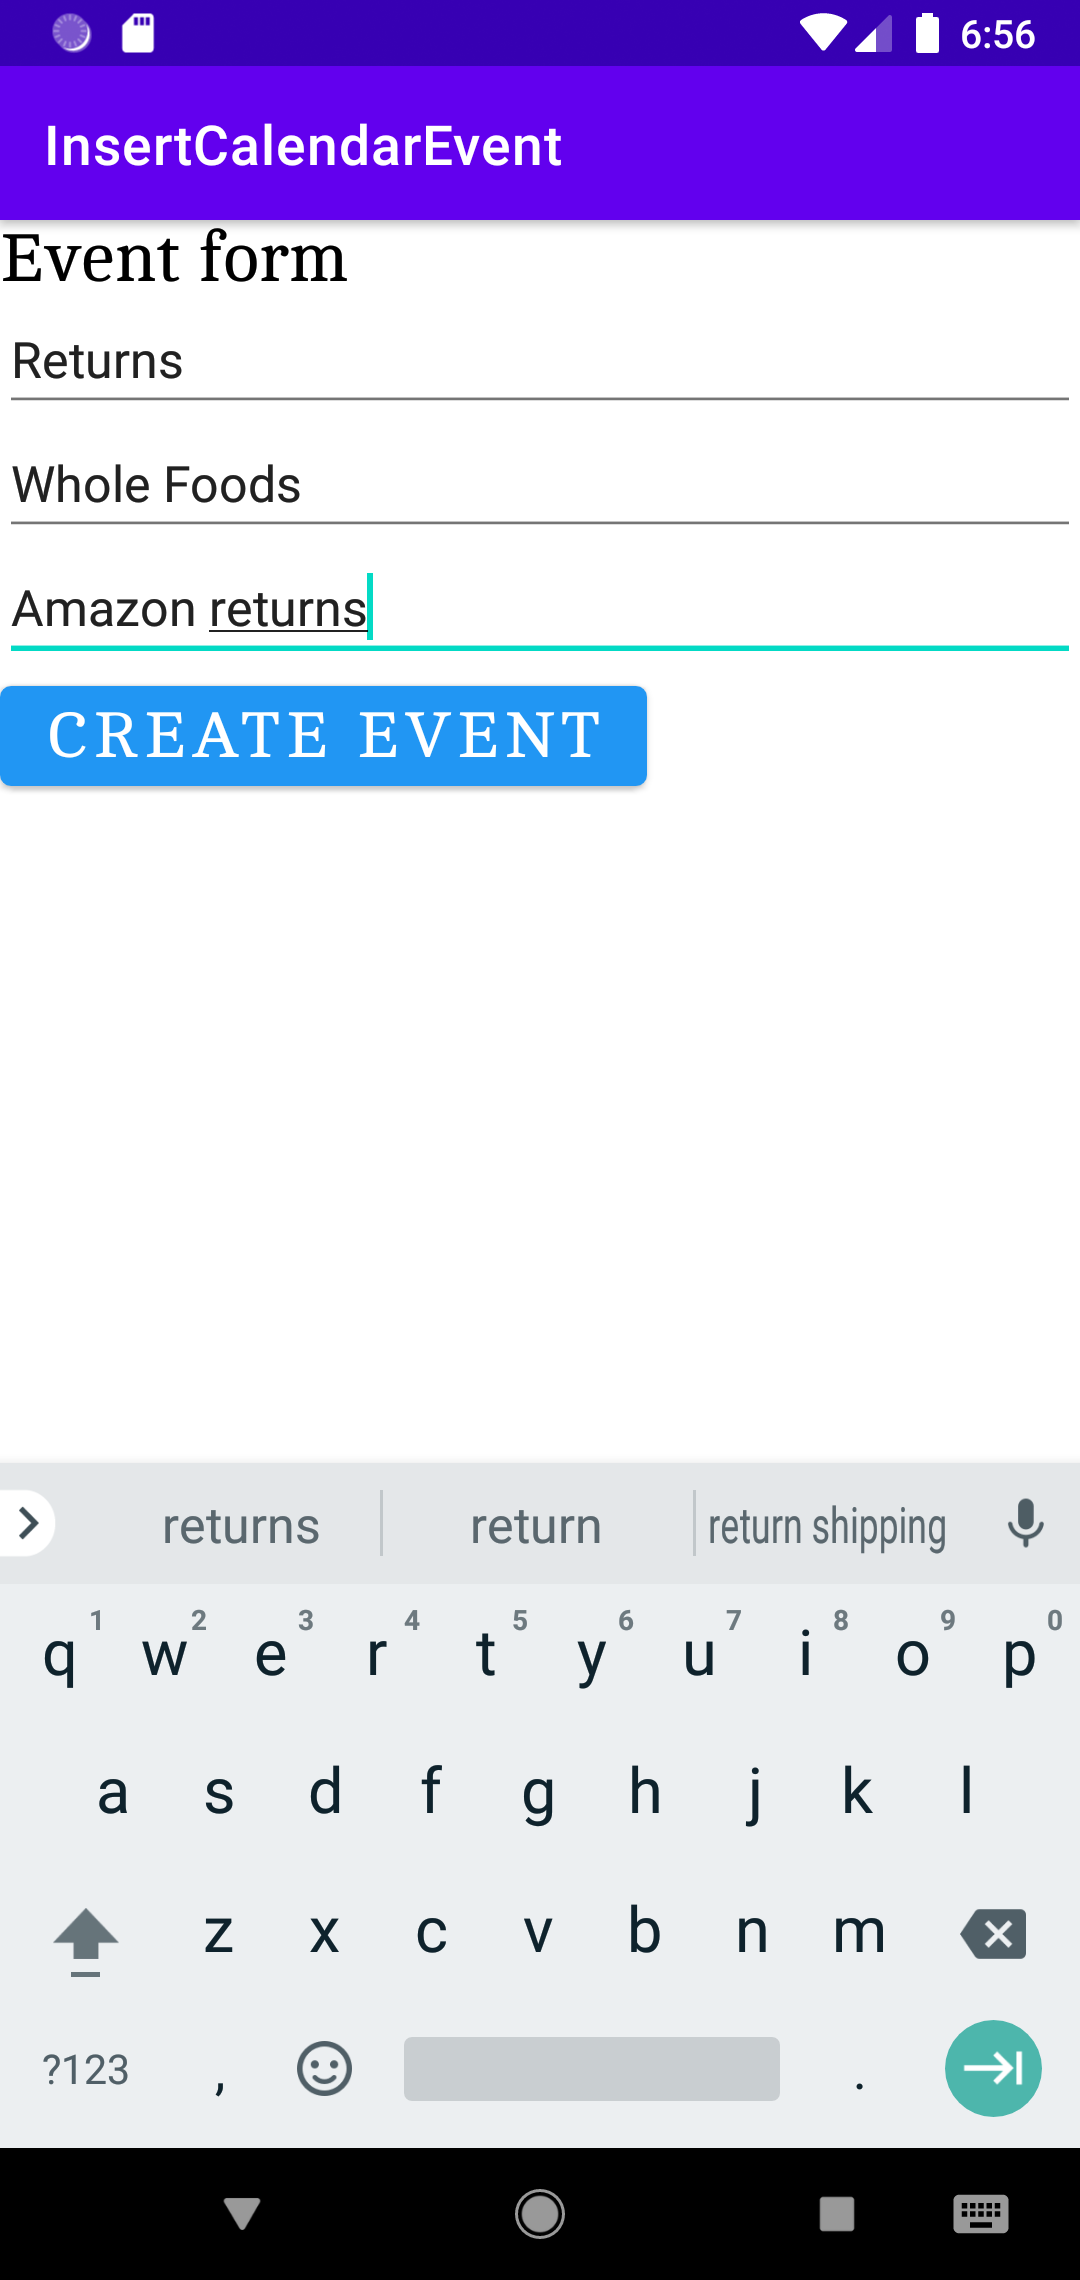 6:56
InsertCalendarEvent
Event form
Returns
Whole Foods
Amazon returns
CREATE EVENT
returns return return shipping
1 2 3 4 5 6 7 8 9 0
q w e r t y u i o p
a s d f g h j k l
z x c v b n m
?123 , .